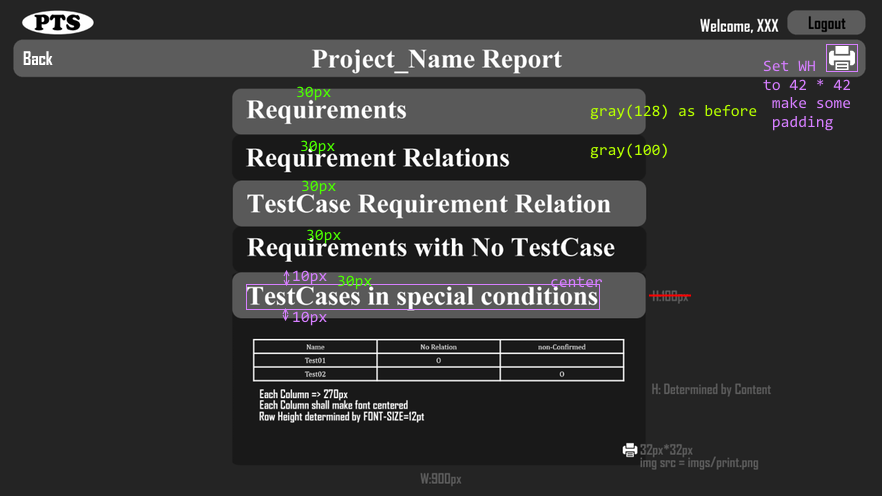 PTS
Welcome, XXX
Logout
Back
Project_Name Report
Set WH
to 42 * 42
make some
padding
30px
Requirements
gray(128) as before
30px
Requirement Relations
gray(100)
30px
TestCase Requirement Relation
30px
Requirements with No TestCase
10px
30px
center
TestCases in special conditions
H:100px
10px
Name No Relation non-Confirmed
Test01 O
Test02 O
Each Column => 270px
Each Column shall make font centered
Row Height determined by FONT-SIZE=12pt
H: Determined by Content
32px*32px
img src = imgs/print.png
W:900px